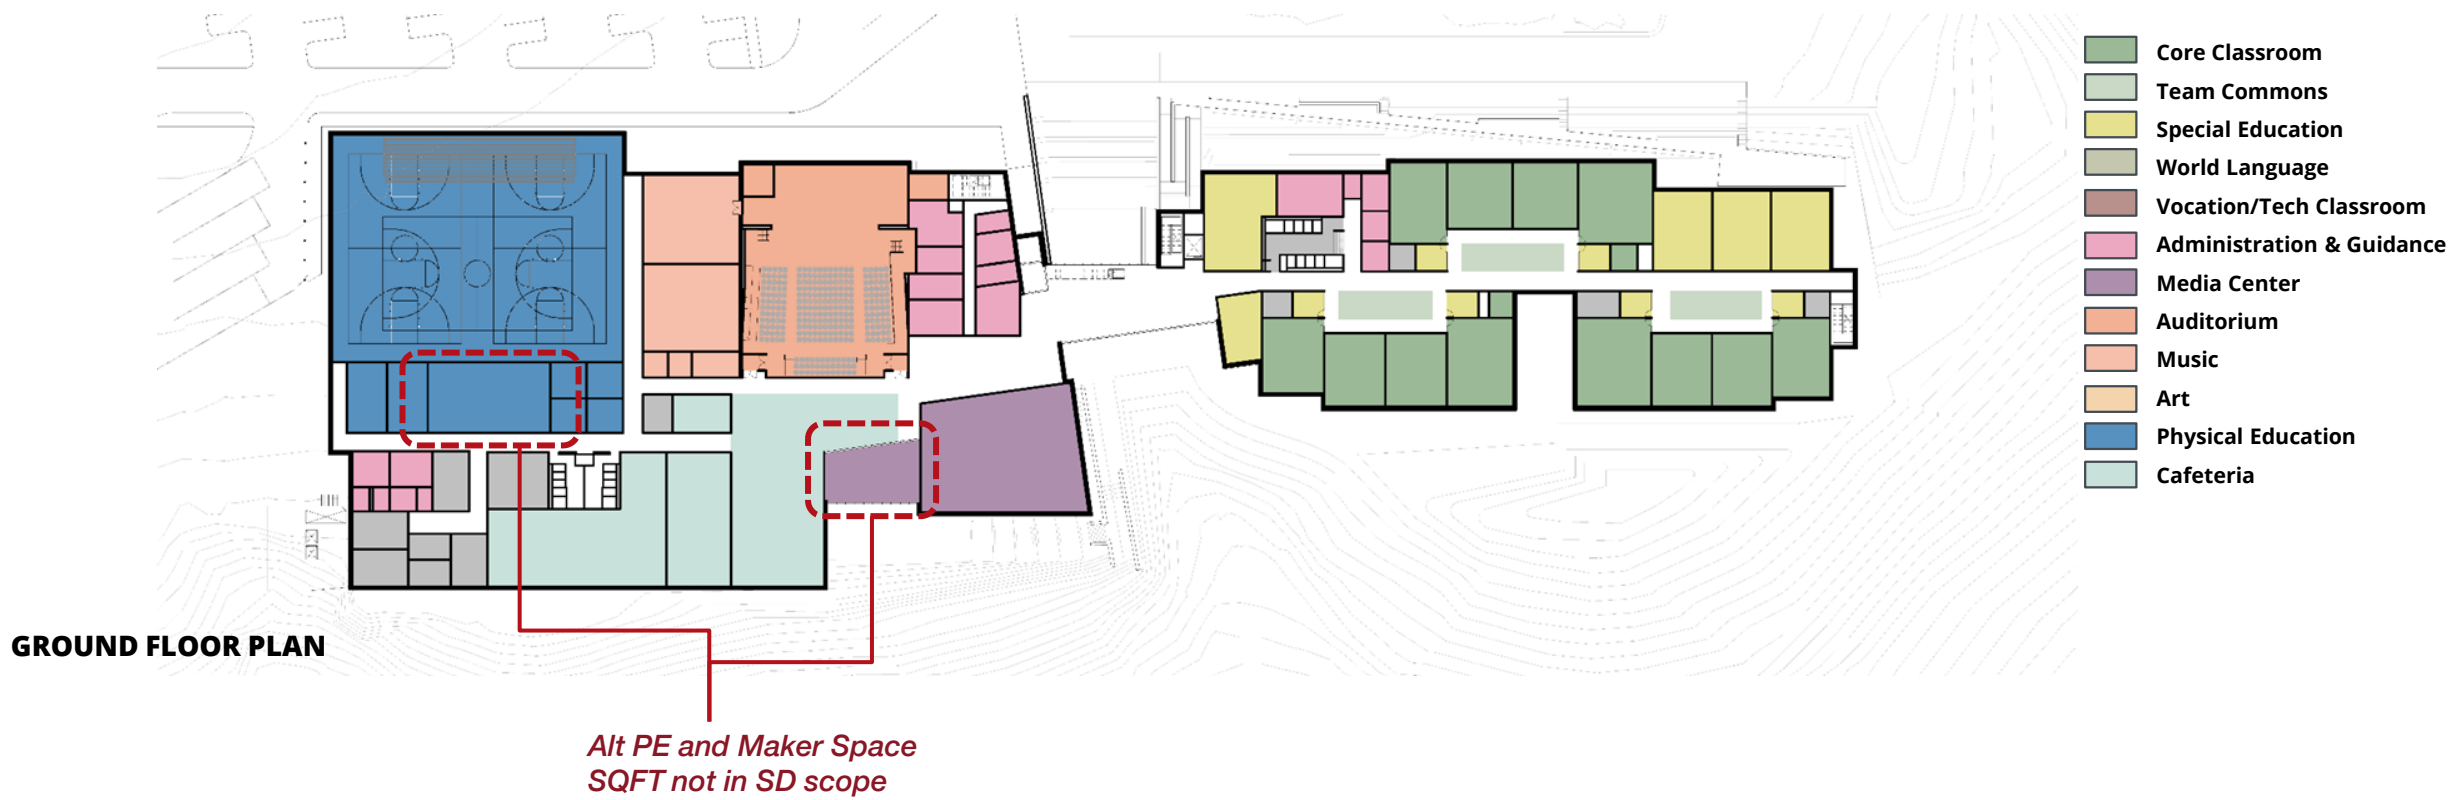 Core Classroom
Team Commons
Special Education
World Language
Vocation/Tech Classroom
Administration & Guidance
Media Center
Auditorium
Music
Art
Physical Education
Cafeteria
GROUND FLOOR PLAN
Alt PE and Maker Space
SQFT not in SD scope